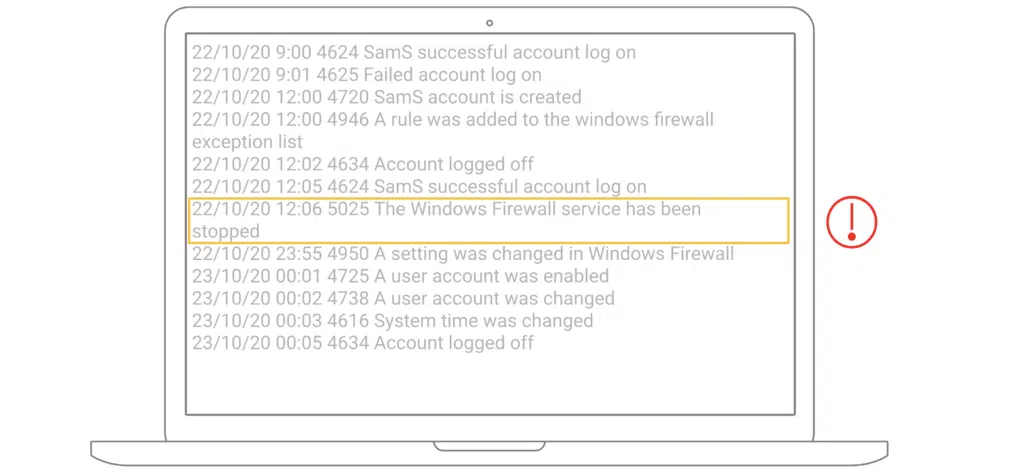 22/10/20 9:00 4624 SamS successful account log on
22/10/20 9:01 4625 Failed account log on
22/10/20 12:00 4720 SamS account is created
22/10/20 12:00 4946 A rule was added to the windows firewall
exception list
22/10/20 12:02 4634 Account logged off
22/10/20 12:05 4624 SamS successful account log on
22/10/20 12:06 5025 The Windows Firewall service has been
stopped
22/10/20 23:55 4950 A setting was changed in Windows Firewall
23/10/20 00:01 4725 A user account was enabled
23/10/20 00:02 4738 A user account was changed
23/10/20 00:03 4616 System time was changed
23/10/20 00:05 4634 Account logged off